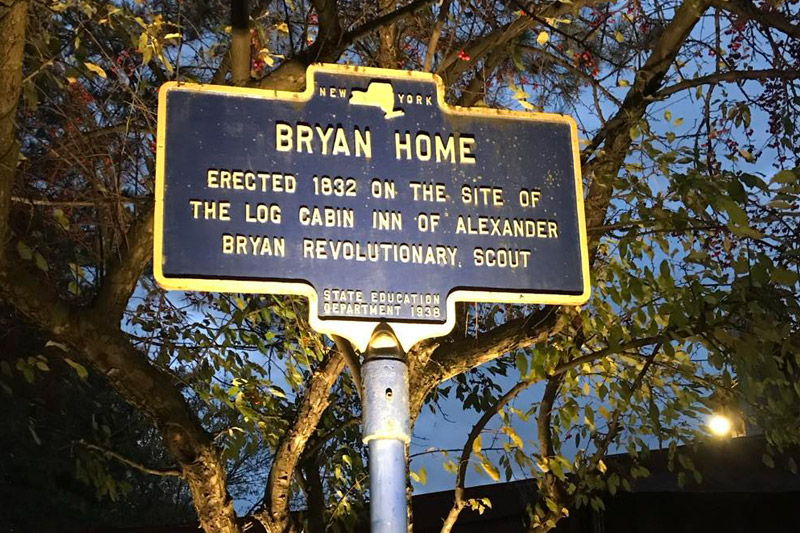 NEW YORK
BRYAN HOME
ERECTED 1832 ON THE SITE OF
THE LOG CABIN INN OF ALEXANDER
BRYAN REVOLUTIONARY SCOUT
STATE EDUCATION
DEPARTMENT 1938